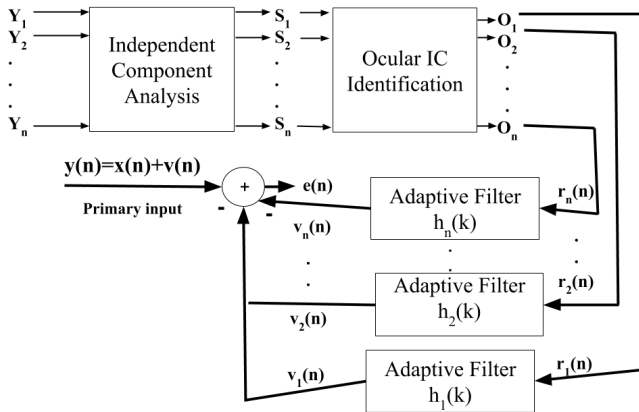 Y1 S1 O1
Y2 S2 O2
Independent Component Analysis
Ocular IC Identification
. . .
. . .
. . .
Yn Sn On
y(n)=x(n)+v(n)
Primary input
+
-
-
e(n)
vn(n)
Adaptive Filter
hn(k)
rn(n)
. . .
. . .
. . .
v2(n)
Adaptive Filter
h2(k)
r2(n)
v1(n)
Adaptive Filter
h1(k)
r1(n)